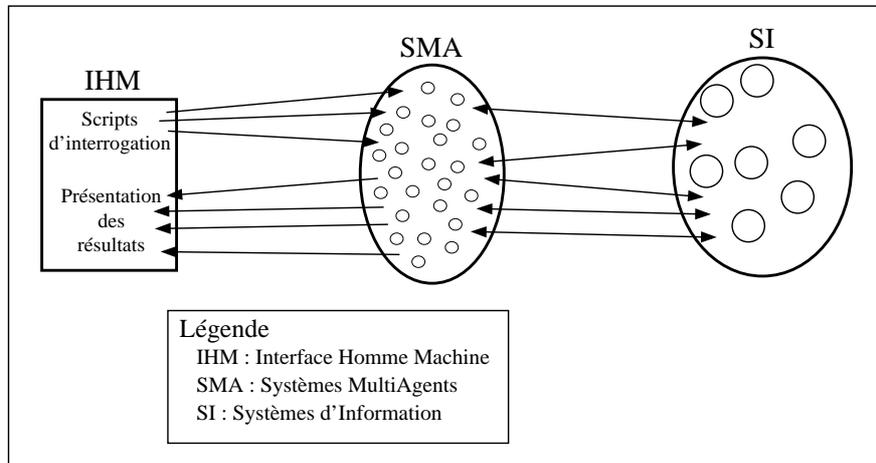 IHM
SMA
SI
Scripts
d’interrogation
Présentation
des
résultats
Légende
IHM : Interface Homme Machine
SMA : Systèmes MultiAgents
SI : Systèmes d’Information